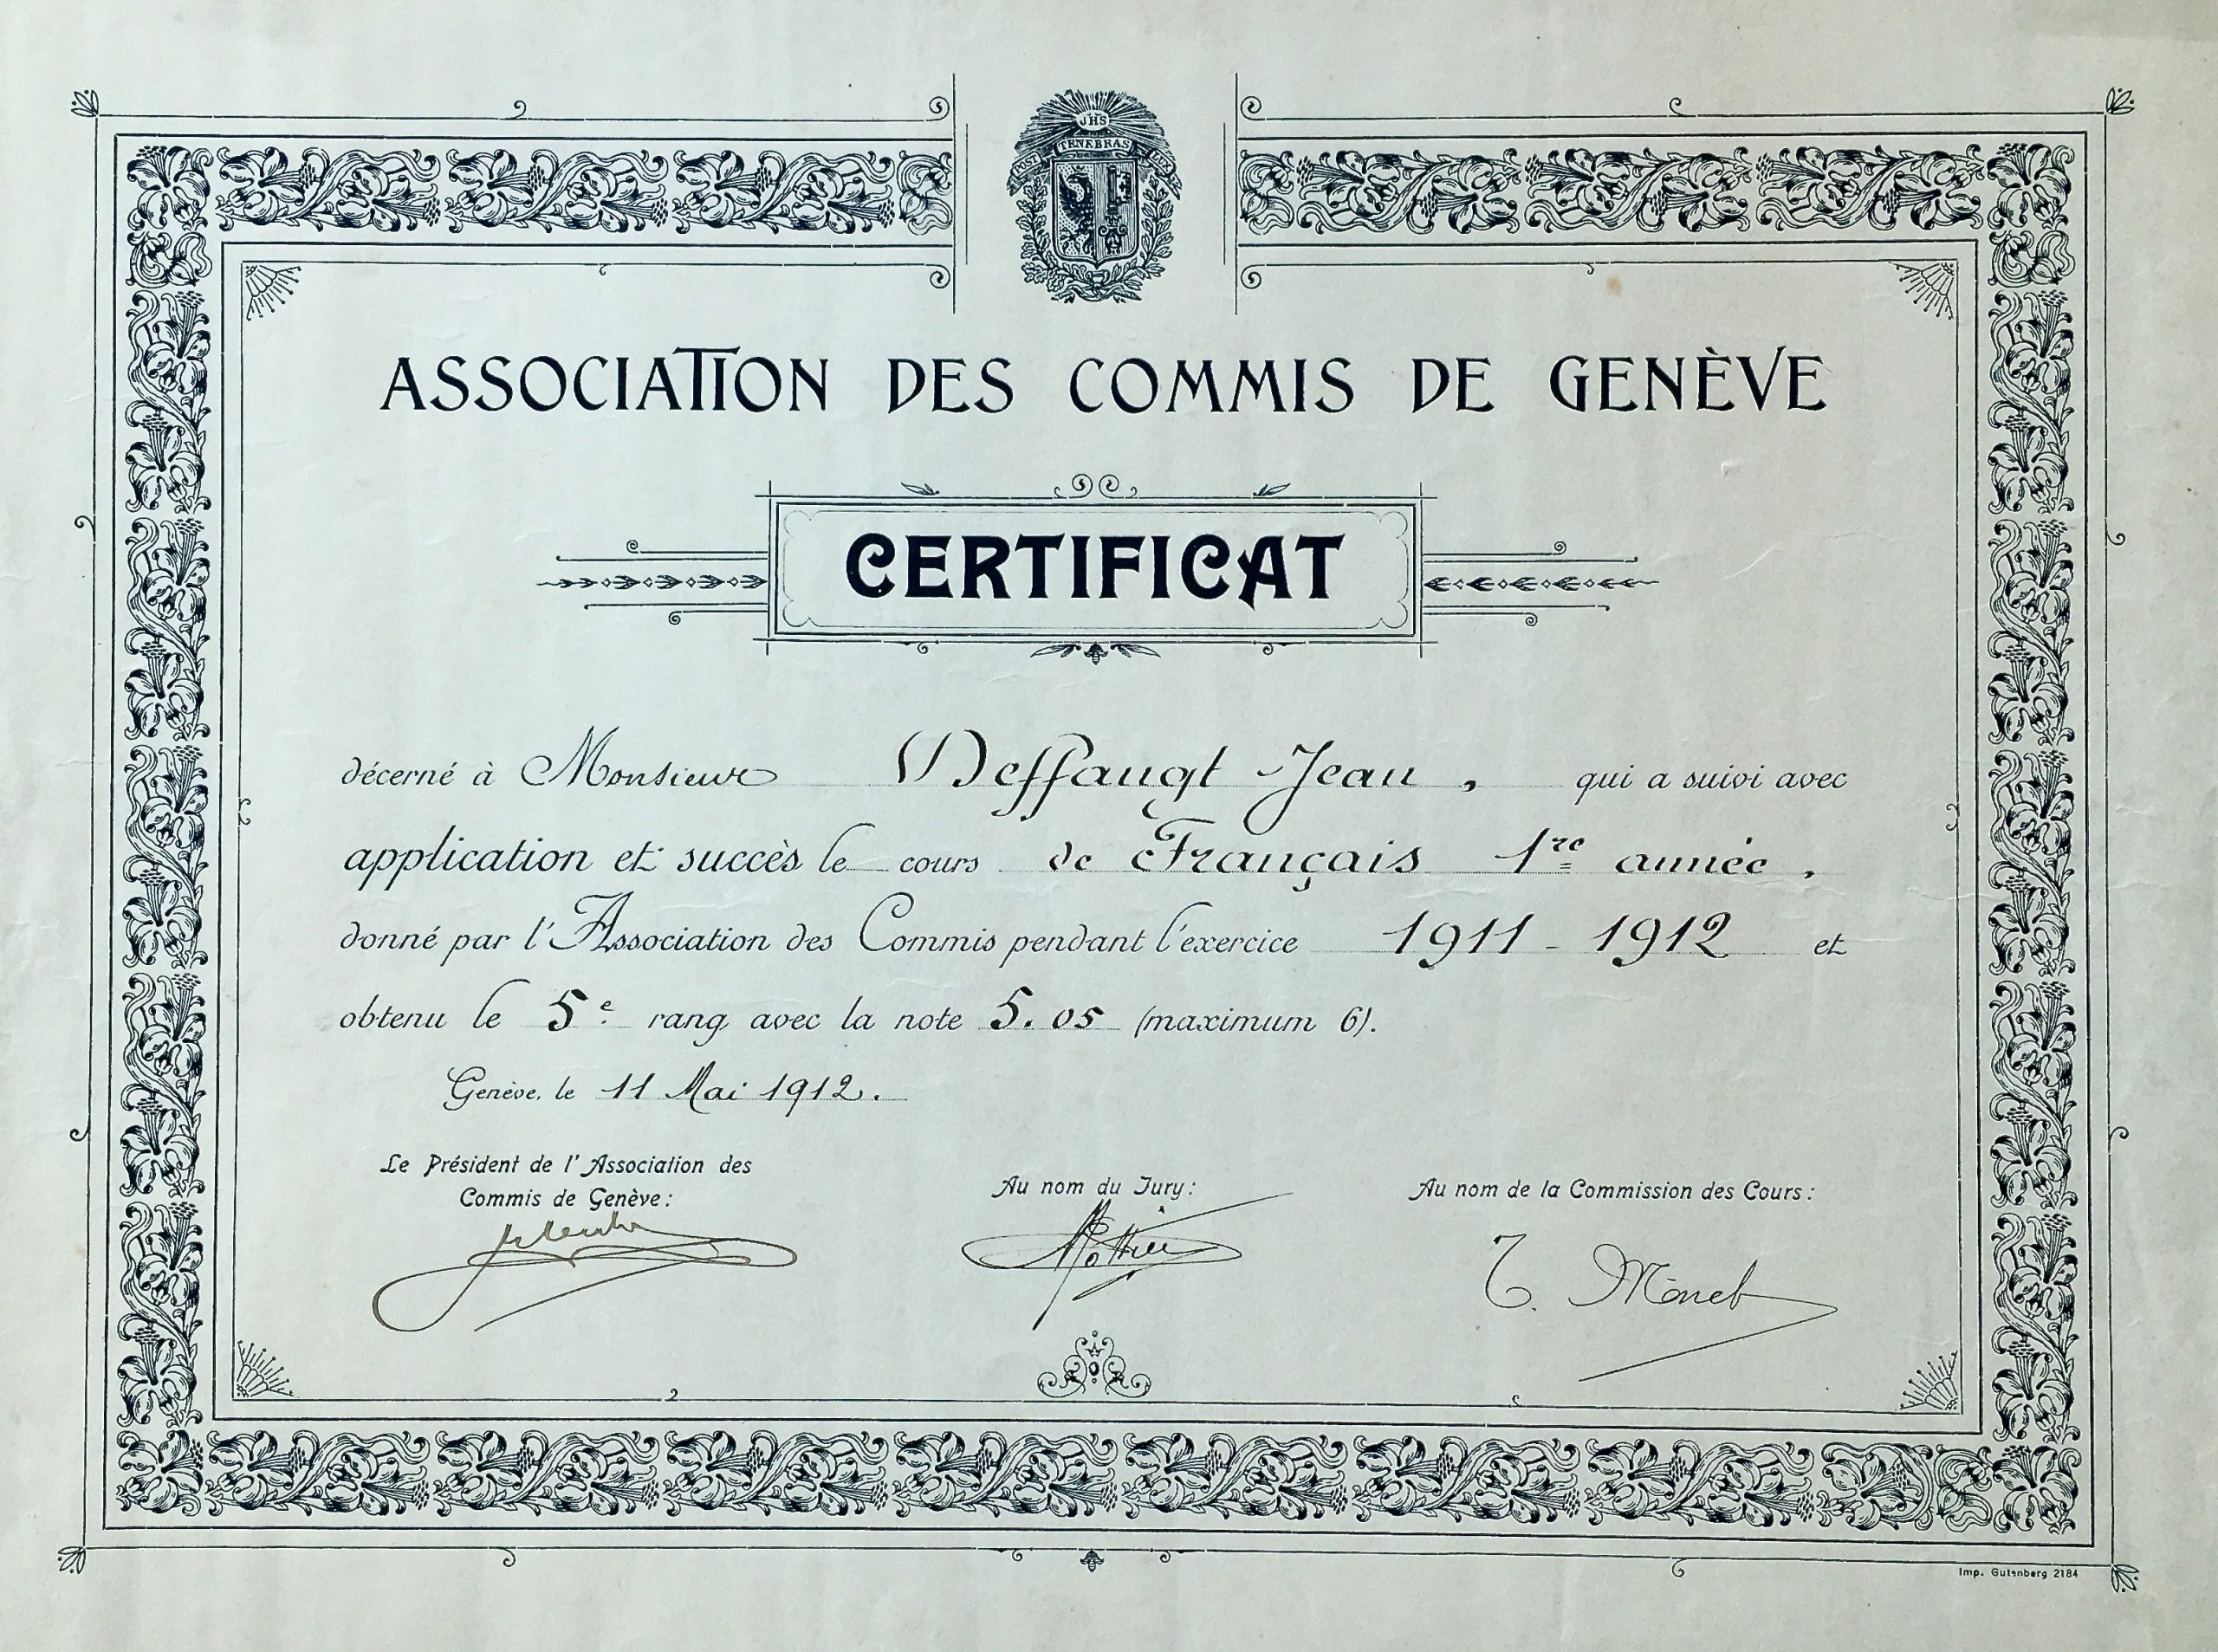 JHS
POST TENEBRAS LUX
ASSOCIATION DES COMMIS DE GENÈVE
CERTIFICAT
décerné à Monsieur Deffaugt Jean, qui a suivi avec
application et succès le cours de Français 1re année,
donné par l'Association des Commis pendant l'exercice 1911-1912 et
obtenu le 5e rang avec la note 5.05 (maximum 6).
Genève, le 11 Mai 1912.
Le Président de l'Association des
Commis de Genève:
Au nom du Jury:
Au nom de la Commission des Cours:
Imp. Gutenberg 2184